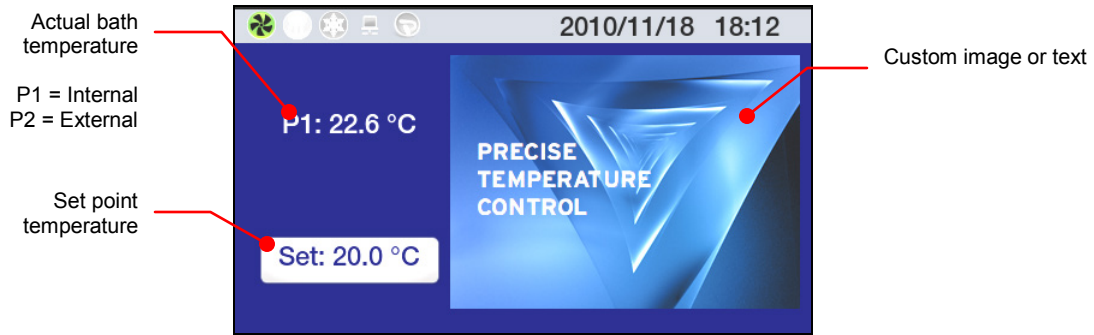 Actual bath
temperature
P1 = Internal
P2 = External
Set point
temperature
2010/11/18 18:12
P1: 22.6 °C
Set: 20.0 °C
PRECISE
TEMPERATURE
CONTROL
Custom image or text